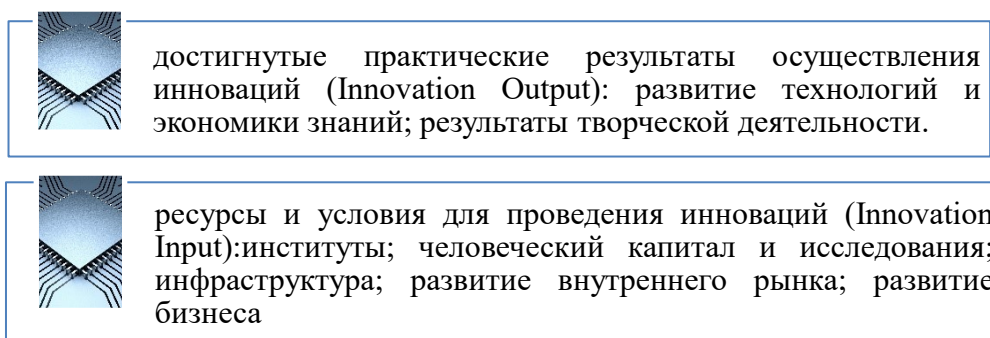 достигнутые практические результаты осуществления
инноваций (Innovation Output): развитие технологий и
экономики знаний; результаты творческой деятельности.
ресурсы и условия для проведения инноваций (Innovation
Input):институты; человеческий капитал и исследования;
инфраструктура; развитие внутреннего рынка; развитие
бизнеса